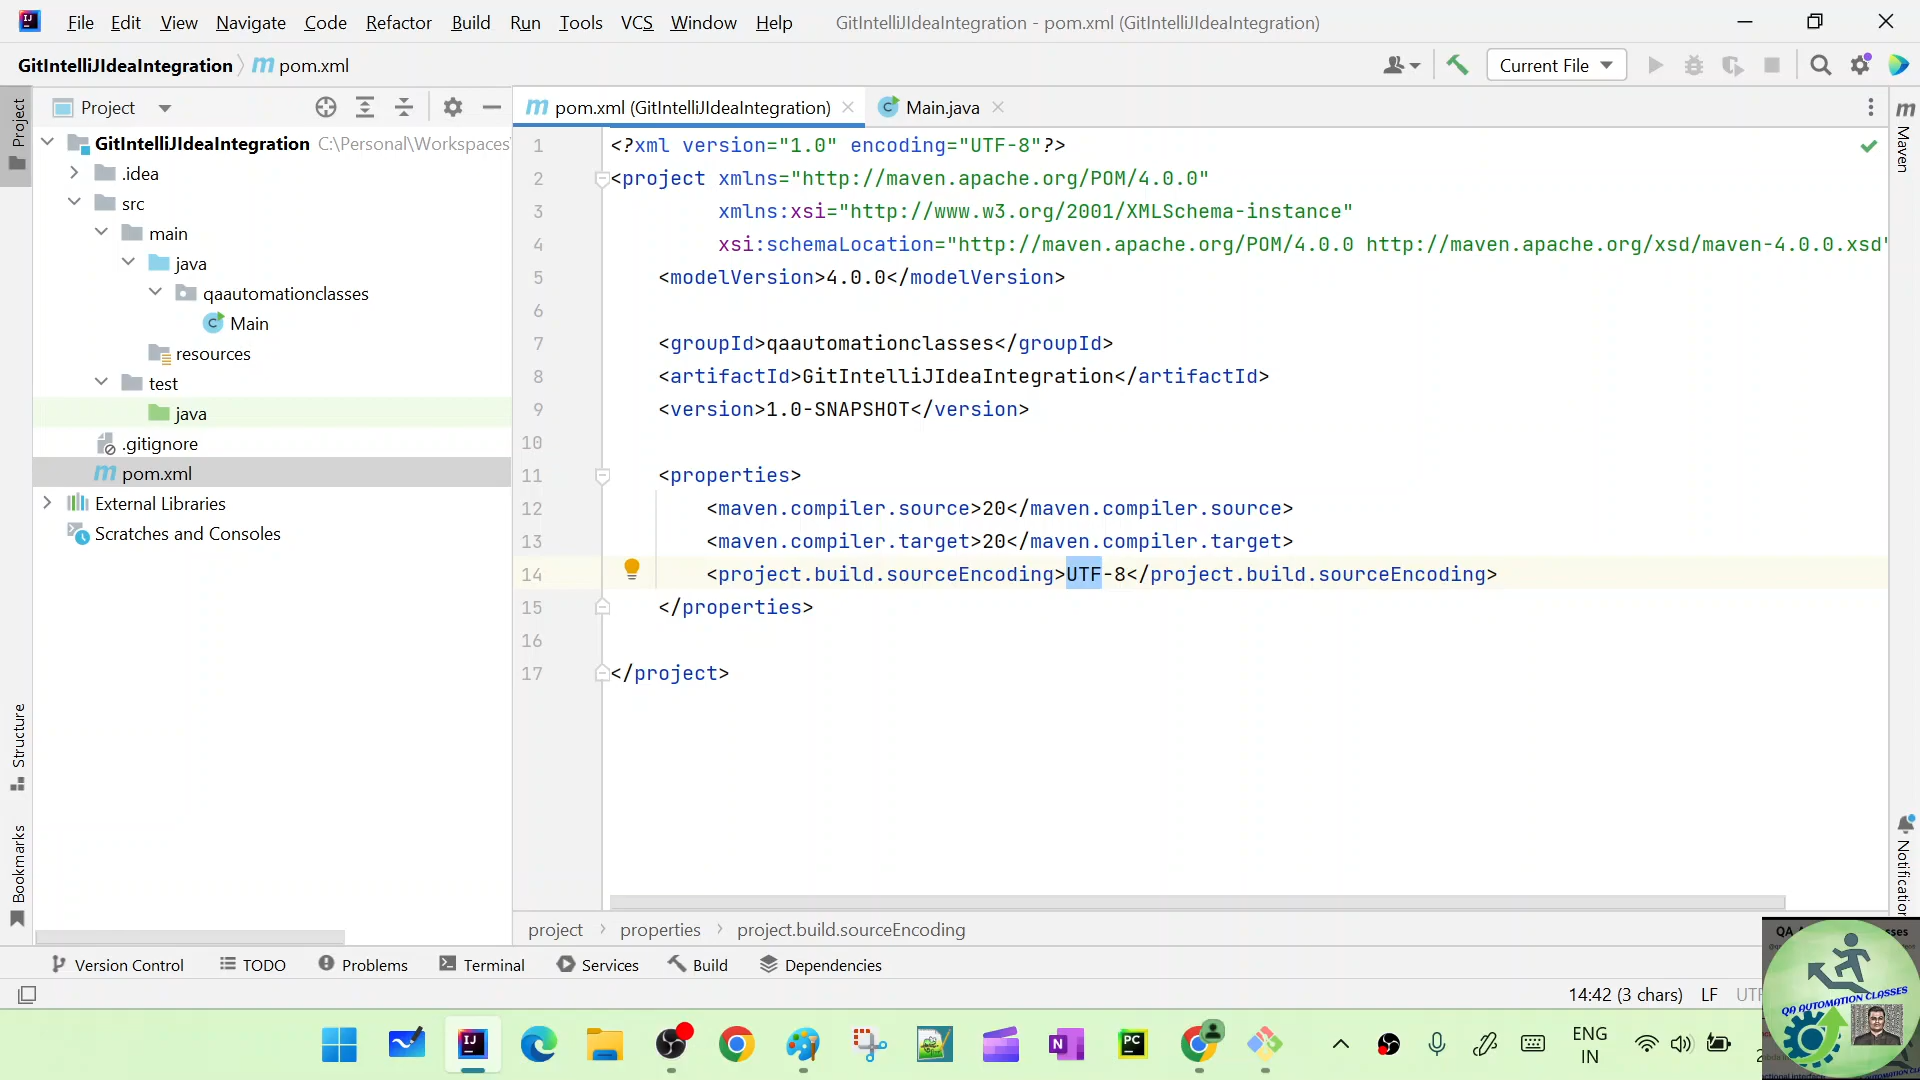 File Edit View Navigate Code Refactor Build Run Tools VCS Window Help GitIntelliJIdeaIntegration - pom.xml (GitIntelliJIdeaIntegration)
GitIntelliJIdeaIntegration m pom.xml Current File
Project
Project
GitIntelliJIdeaIntegration C:\Personal\Workspaces
.idea
src
main
java
qaautomationclasses
Main
resources
test
java
.gitignore
pom.xml
External Libraries
Scratches and Consoles
Structure
Bookmarks
pom.xml (GitIntelliJIdeaIntegration) Main.java
1 <?xml version="1.0" encoding="UTF-8"?>
2 <project xmlns="http://maven.apache.org/POM/4.0.0"
3 xmlns:xsi="http://www.w3.org/2001/XMLSchema-instance"
4 xsi:schemaLocation="http://maven.apache.org/POM/4.0.0 http://maven.apache.org/xsd/maven-4.0.0.xsd"
5 <modelVersion>4.0.0</modelVersion>
6
7 <groupId>qaautomationclasses</groupId>
8 <artifactId>GitIntelliJIdeaIntegration</artifactId>
9 <version>1.0-SNAPSHOT</version>
10
11 <properties>
12 <maven.compiler.source>20</maven.compiler.source>
13 <maven.compiler.target>20</maven.compiler.target>
14 <project.build.sourceEncoding>UTF-8</project.build.sourceEncoding>
15 </properties>
16
17 </project>
Maven
Notification
project properties project.build.sourceEncoding
Version Control TODO Problems Terminal Services Build Dependencies
14:42 (3 chars) LF
QA AUTOMATION CLASSES
ENG
IN